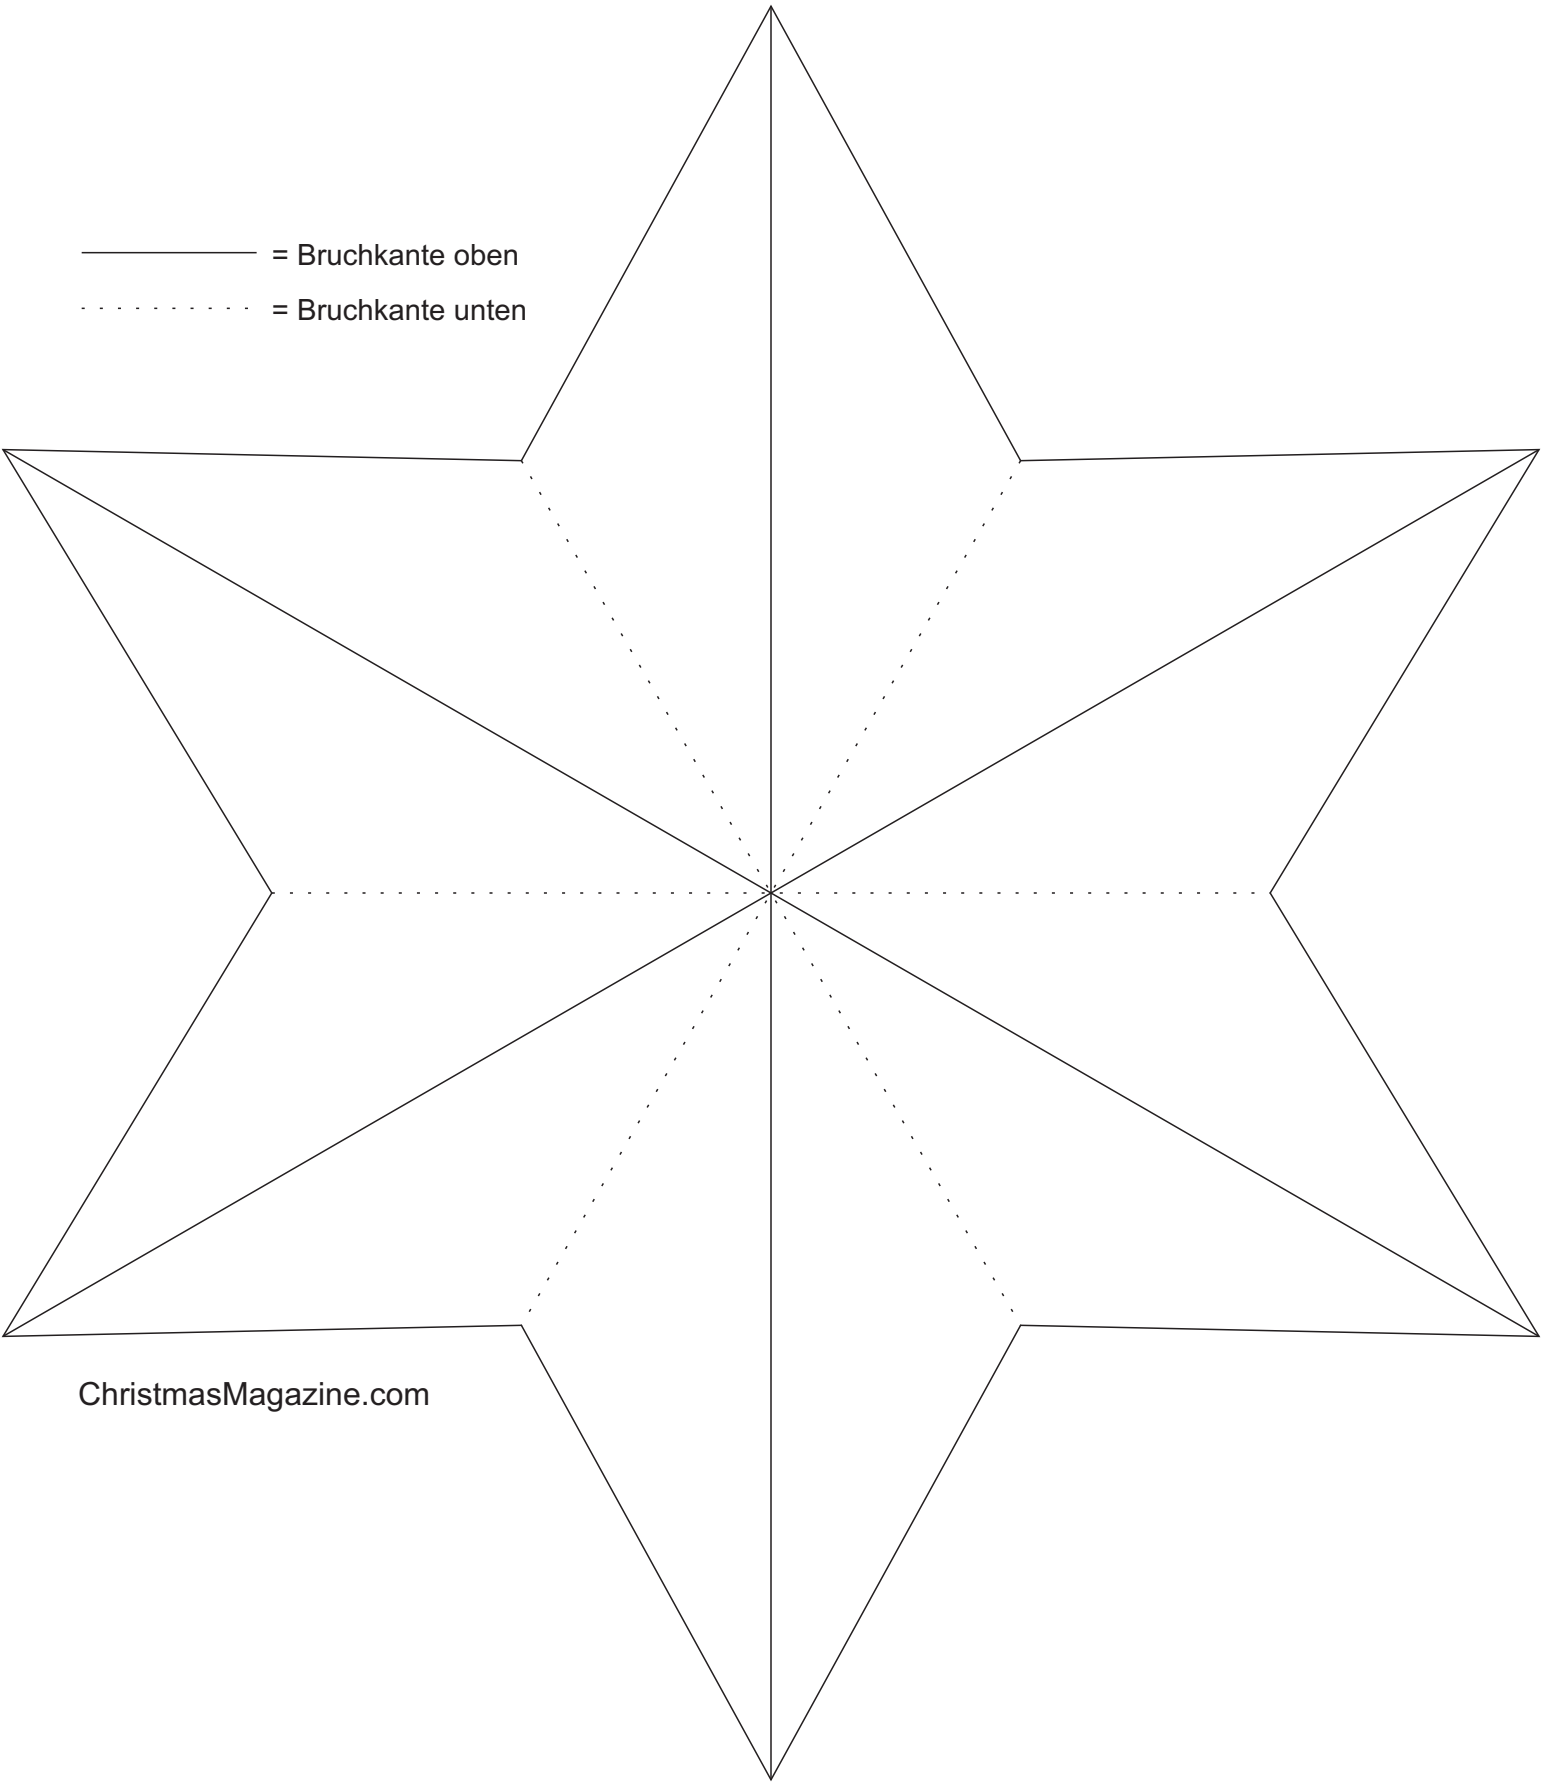 = Bruchkante oben
= Bruchkante unten
ChristmasMagazine.com